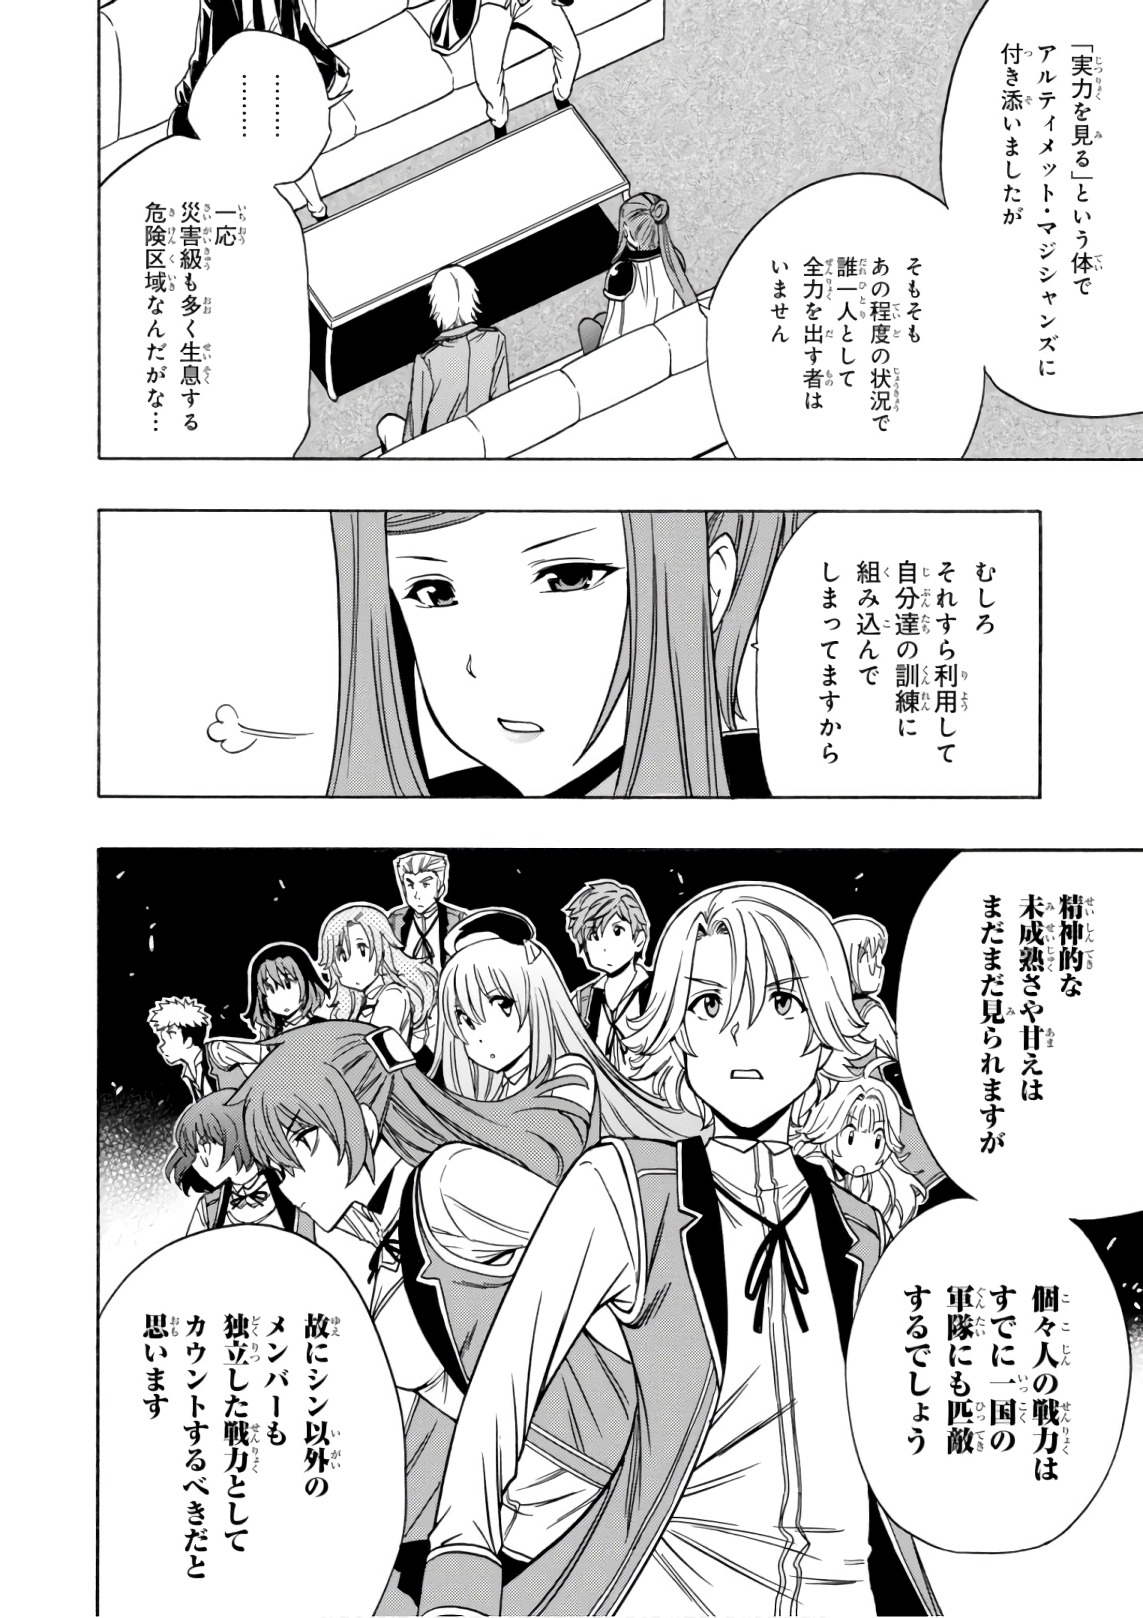 「実力を見る」という体で
アルティメット・マジシャンズに
付き添いましたが
そもそも
あの程度の状況で
誰一人として
全力を出す者は
いません
………
………
一応
災害級も多く生息する
危険区域なんだがな…
むしろ
それすら利用して
自分達の訓練に
組み込んで
しまってますから
精神的な
未成熟さや甘えは
まだまだ見られますが
個々人の戦力は
すでに一国の
軍隊にも匹敵
するでしょう
故にシン以外の
メンバーも
独立した戦力として
カウントするべきだと
思います